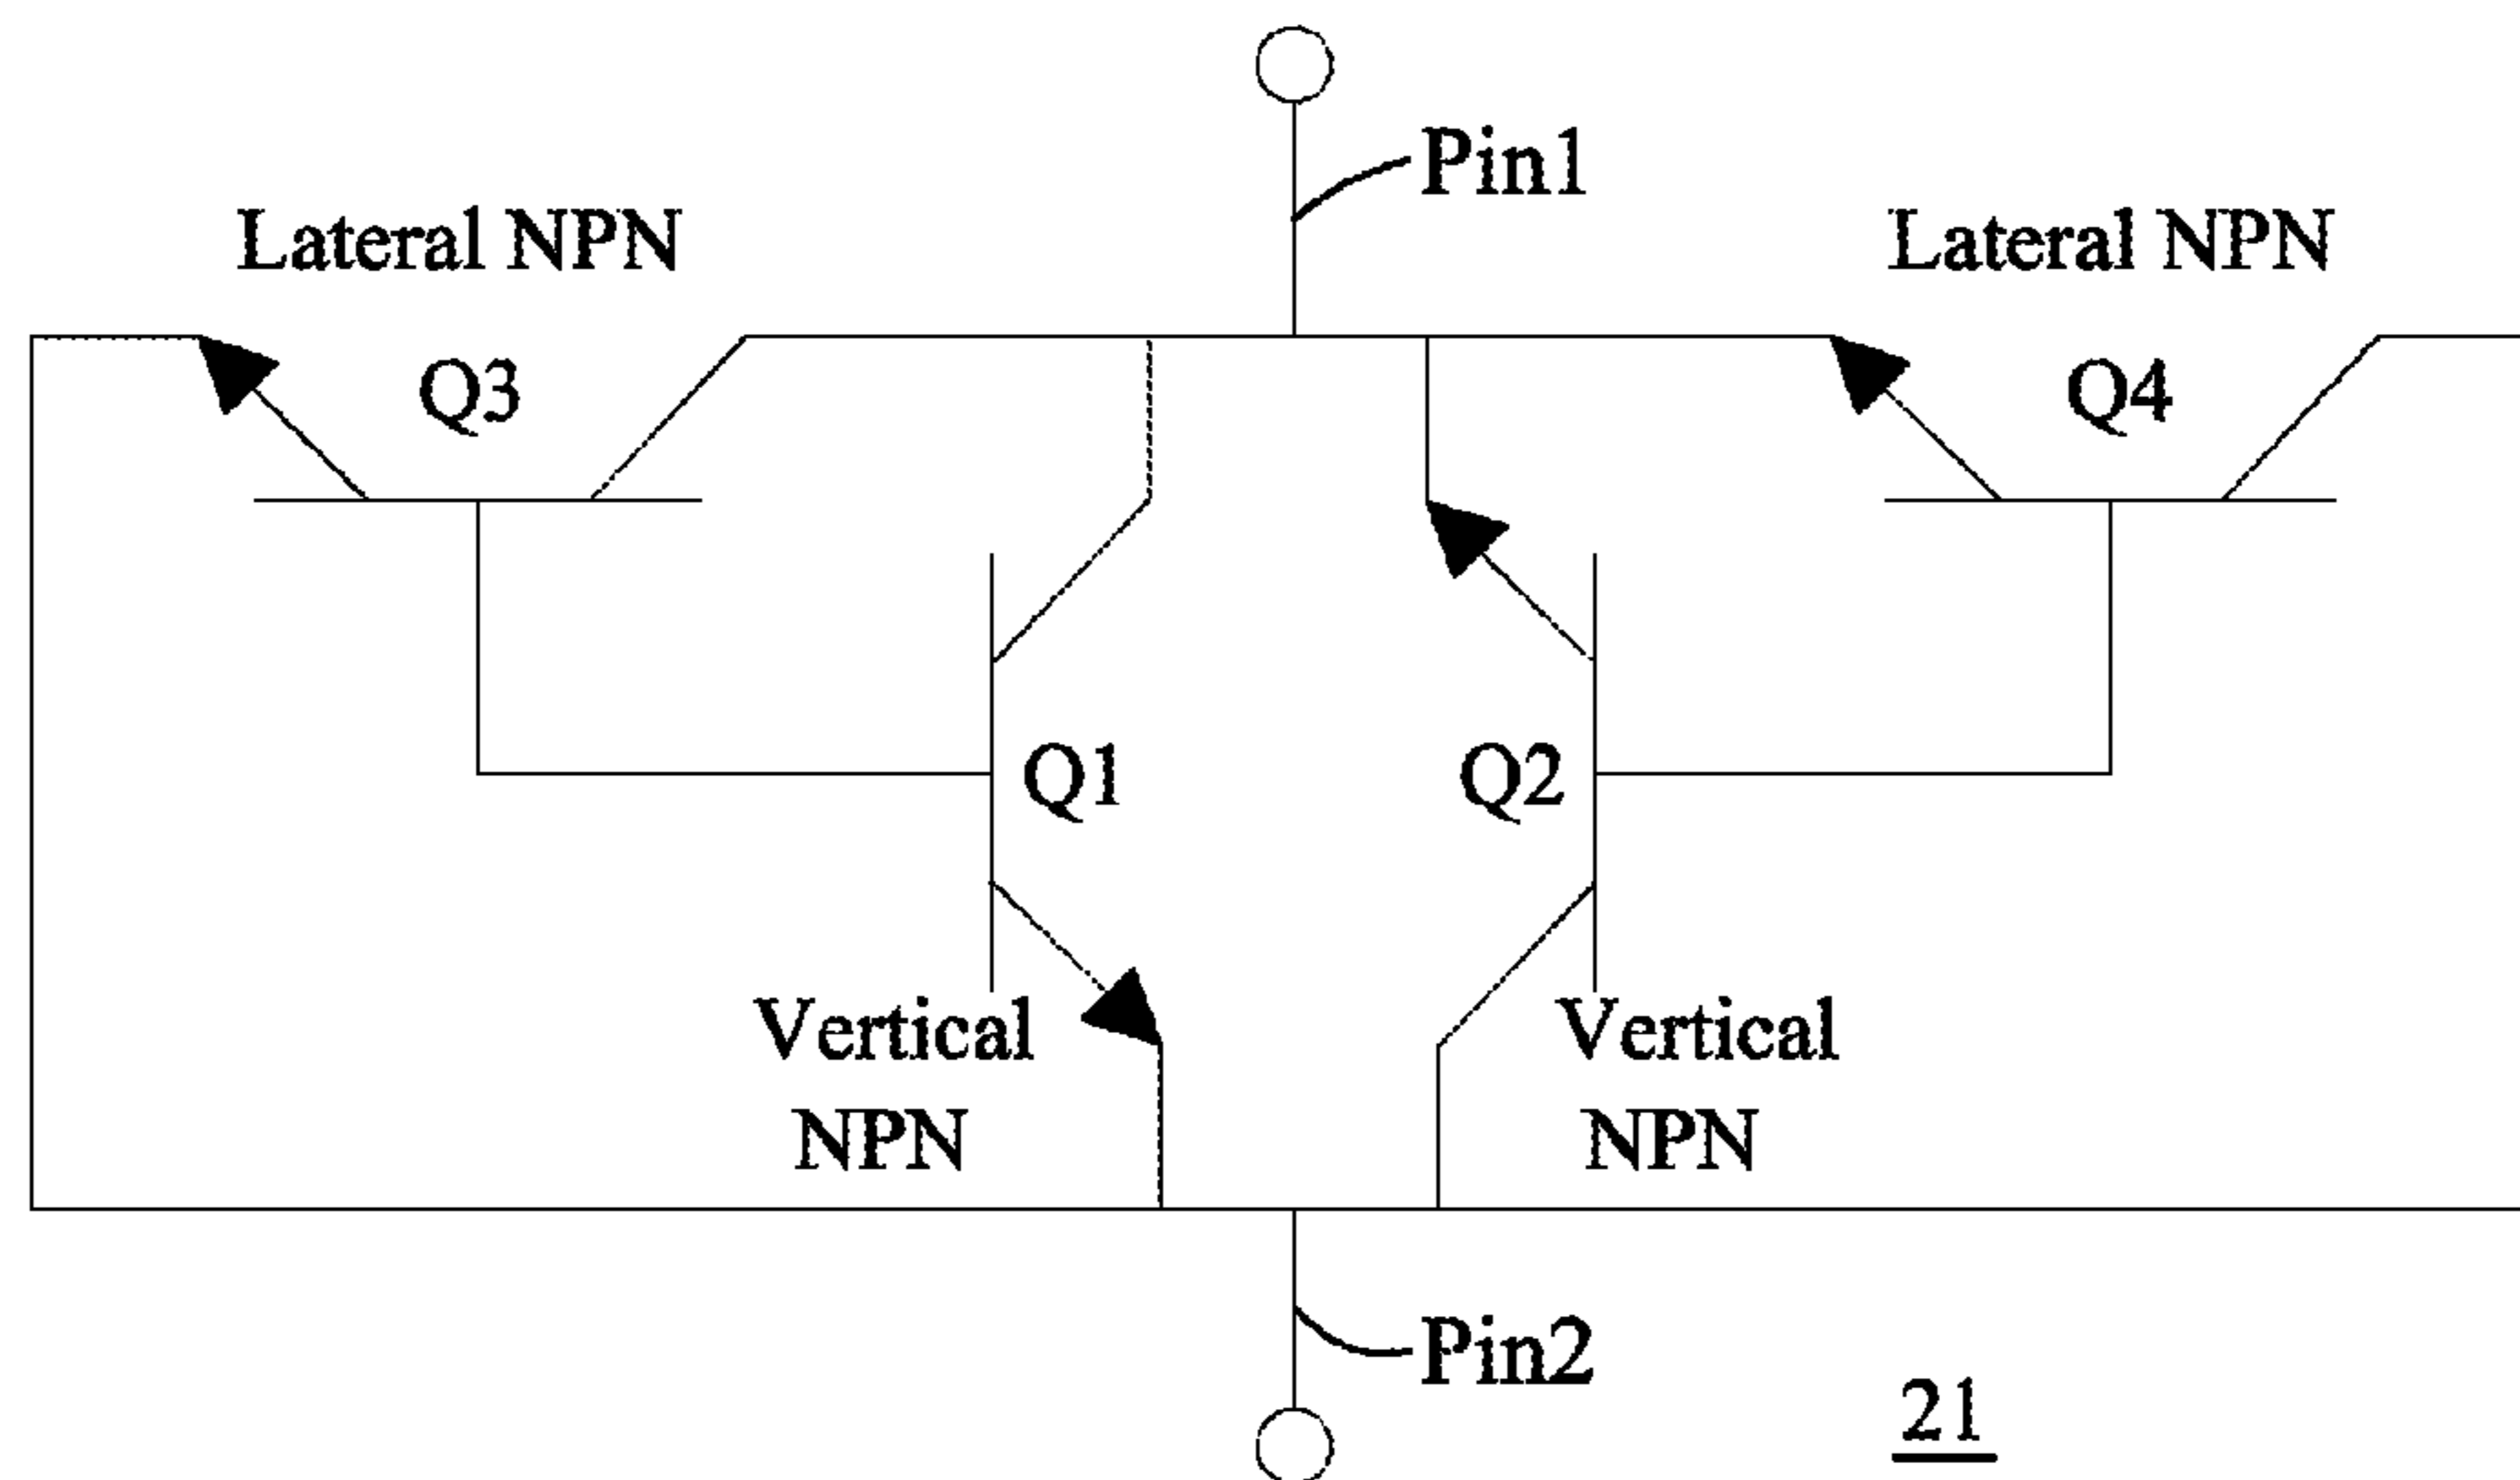 Pin1
Lateral NPN
Lateral NPN
Q3
Q4
Q1
Q2
Vertical
NPN
Vertical
NPN
Pin2
21